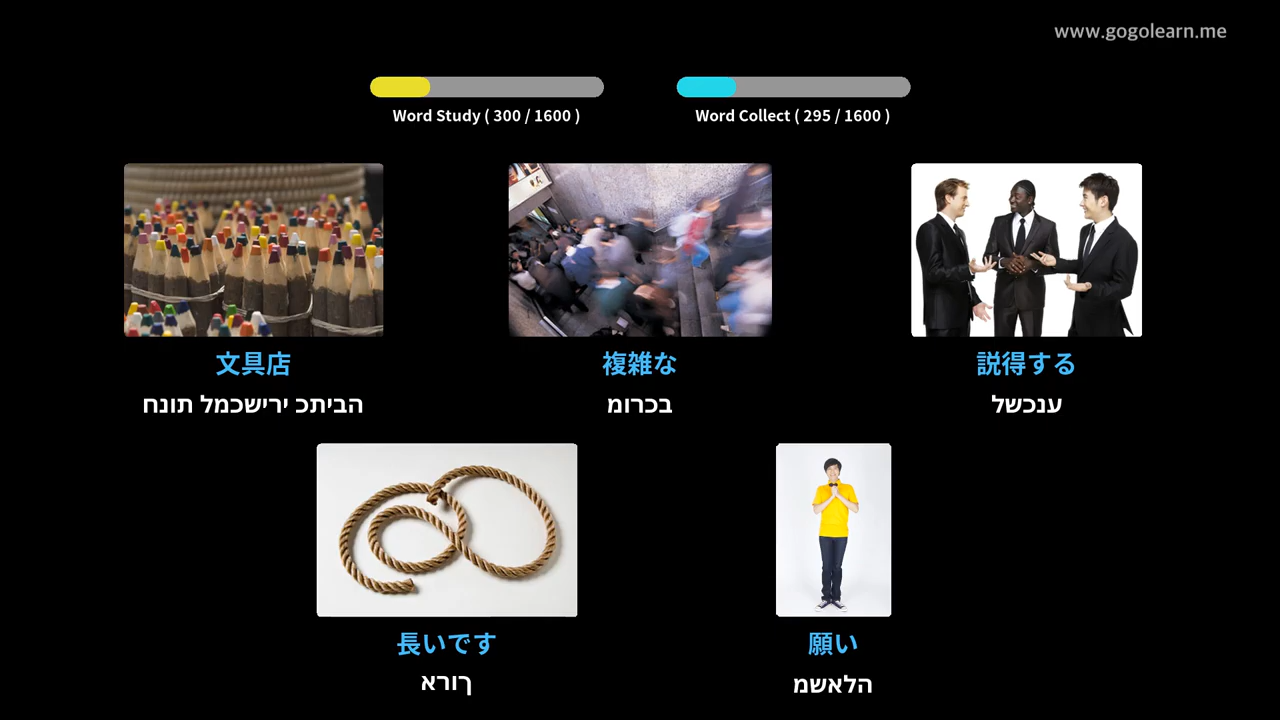 www.gogolearn.me
Word Study ( 300 / 1600 )
Word Collect ( 295 / 1600 )
文具店
חנות למכשירי כתיבה
複雑な
מורכב
説得する
לשכנע
長いです
ארוך
願い
משאלה